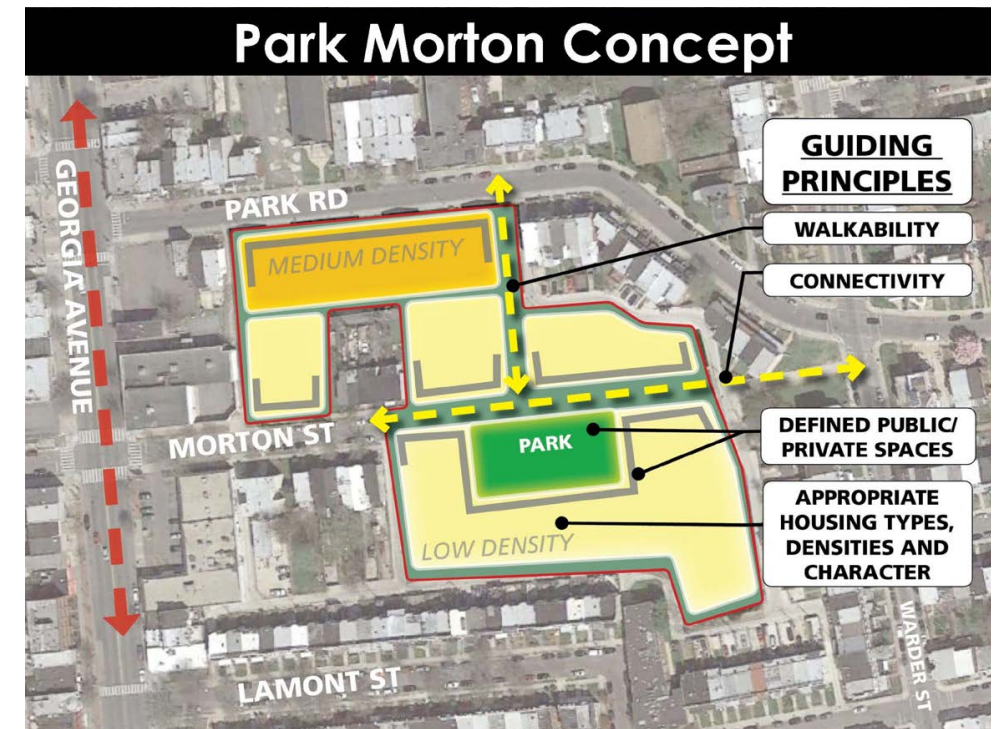 Park Morton Concept
GEORGIA AVENUE
PARK RD
MEDIUM DENSITY
MORTON ST
PARK
LOW DENSITY
LAMONT ST
WARDER ST
GUIDING
PRINCIPLES
WALKABILITY
CONNECTIVITY
DEFINED PUBLIC/
PRIVATE SPACES
APPROPRIATE
HOUSING TYPES,
DENSITIES AND
CHARACTER